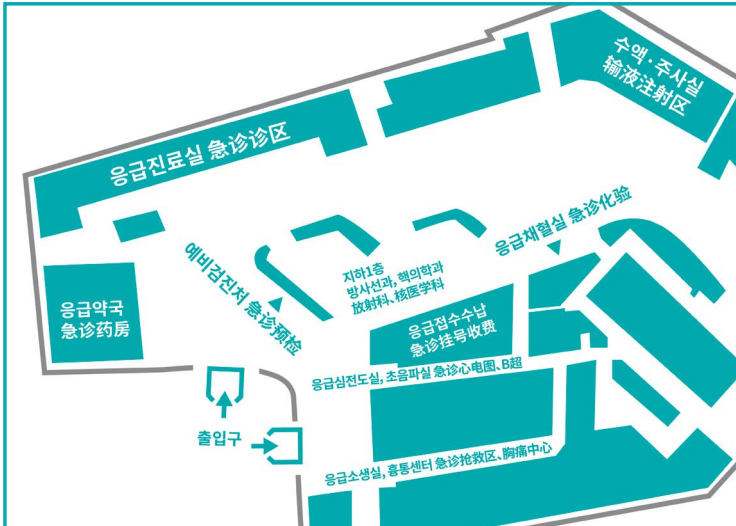 수액·주사실
输液注射区
응급진료실 急诊诊区
응급채혈실 急诊化验
예비검진처 急诊预检
지하1층
방사선과, 핵의학과
放射科、核医学科
응급약국
急诊药房
응급접수수납
急诊挂号收费
응급심전도실, 초음파실 急诊心电图、B超
출입구
응급소생실, 흉통센터 急诊抢救区、胸痛中心